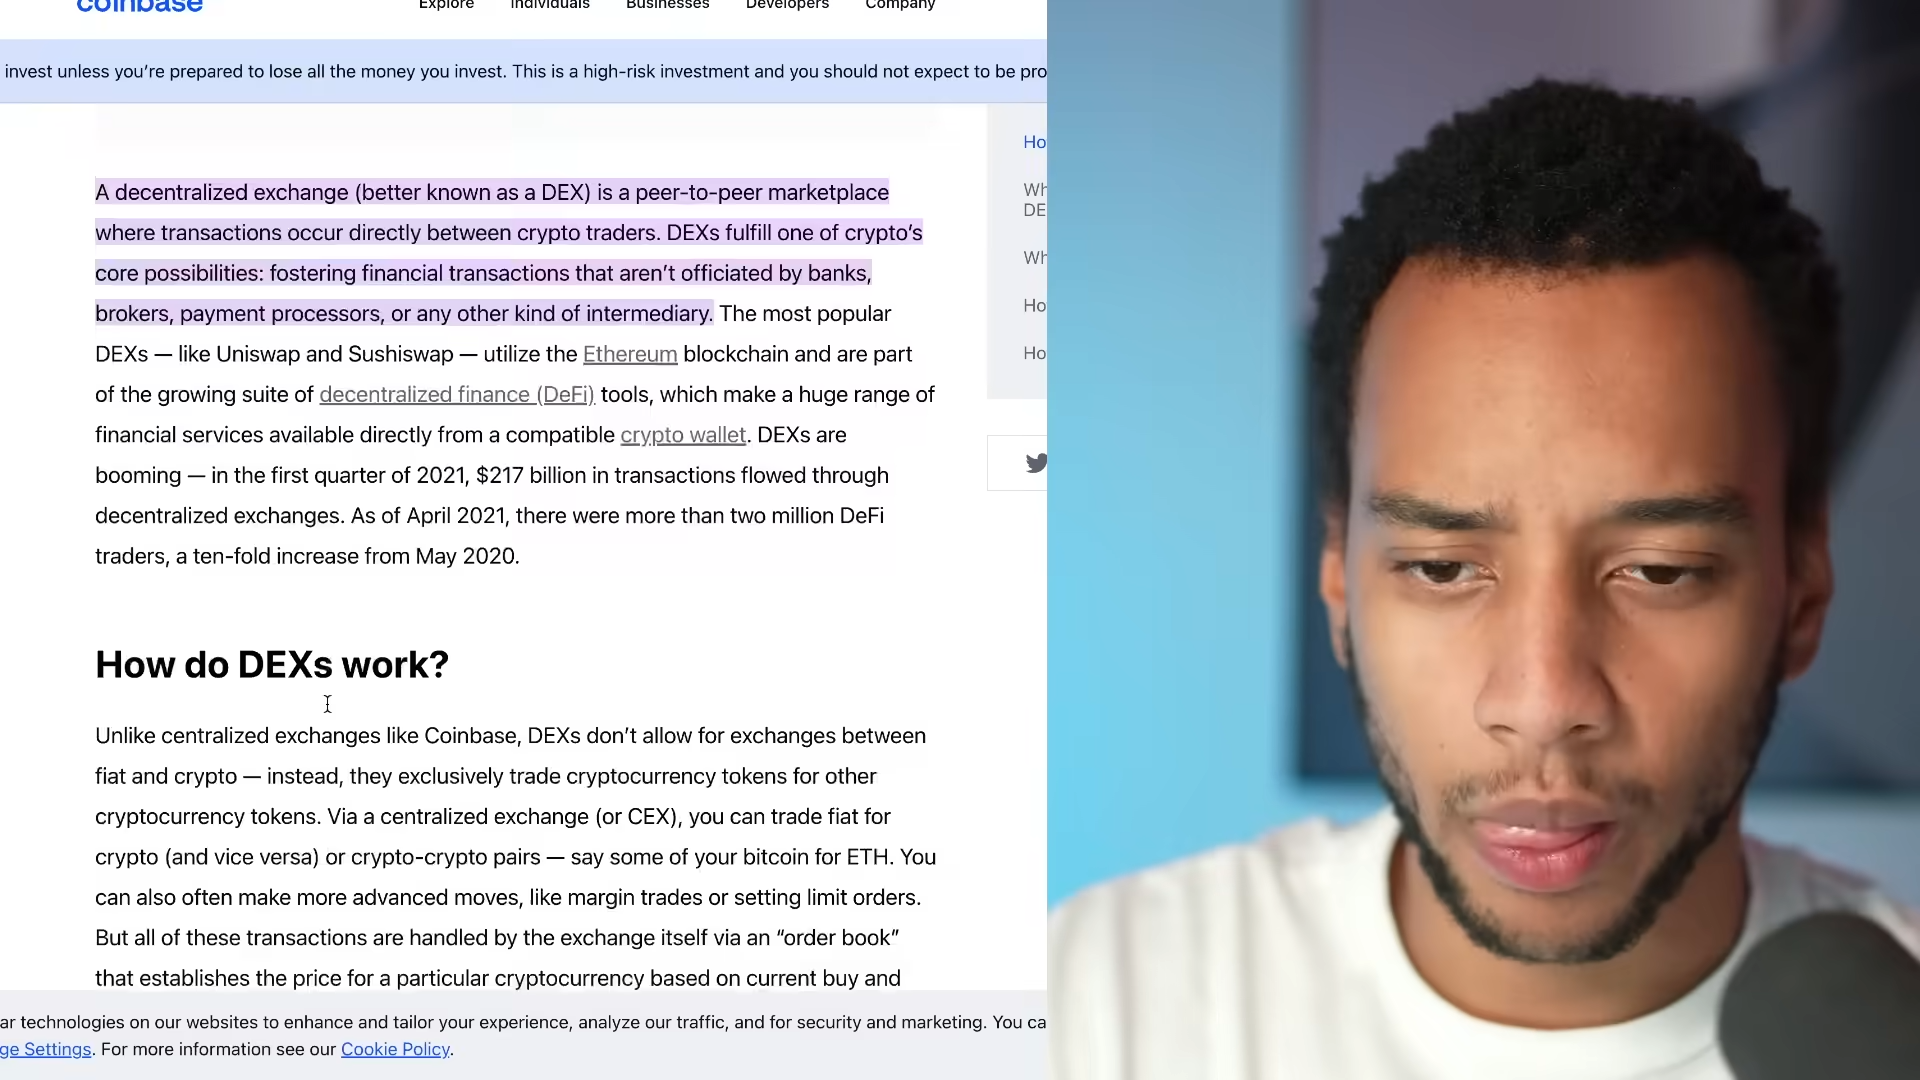 coinbase
Explore Individuals Businesses Developers Company
invest unless you're prepared to lose all the money you invest. This is a high-risk investment and you should not expect to be pro
A decentralized exchange (better known as a DEX) is a peer-to-peer marketplace
where transactions occur directly between crypto traders. DEXs fulfill one of crypto's
core possibilities: fostering financial transactions that aren't officiated by banks,
brokers, payment processors, or any other kind of intermediary. The most popular
DEXs — like Uniswap and Sushiswap — utilize the Ethereum blockchain and are part
of the growing suite of decentralized finance (DeFi) tools, which make a huge range of
financial services available directly from a compatible crypto wallet. DEXs are
booming — in the first quarter of 2021, $217 billion in transactions flowed through
decentralized exchanges. As of April 2021, there were more than two million DeFi
traders, a ten-fold increase from May 2020.
How do DEXs work?
Unlike centralized exchanges like Coinbase, DEXs don't allow for exchanges between
fiat and crypto — instead, they exclusively trade cryptocurrency tokens for other
cryptocurrency tokens. Via a centralized exchange (or CEX), you can trade fiat for
crypto (and vice versa) or crypto-crypto pairs — say some of your bitcoin for ETH. You
can also often make more advanced moves, like margin trades or setting limit orders.
But all of these transactions are handled by the exchange itself via an “order book”
that establishes the price for a particular cryptocurrency based on current buy and
Ho
Wh
DE
Wh
Ho
Ho
ar technologies on our websites to enhance and tailor your experience, analyze our traffic, and for security and marketing. You ca
ge Settings. For more information see our Cookie Policy.